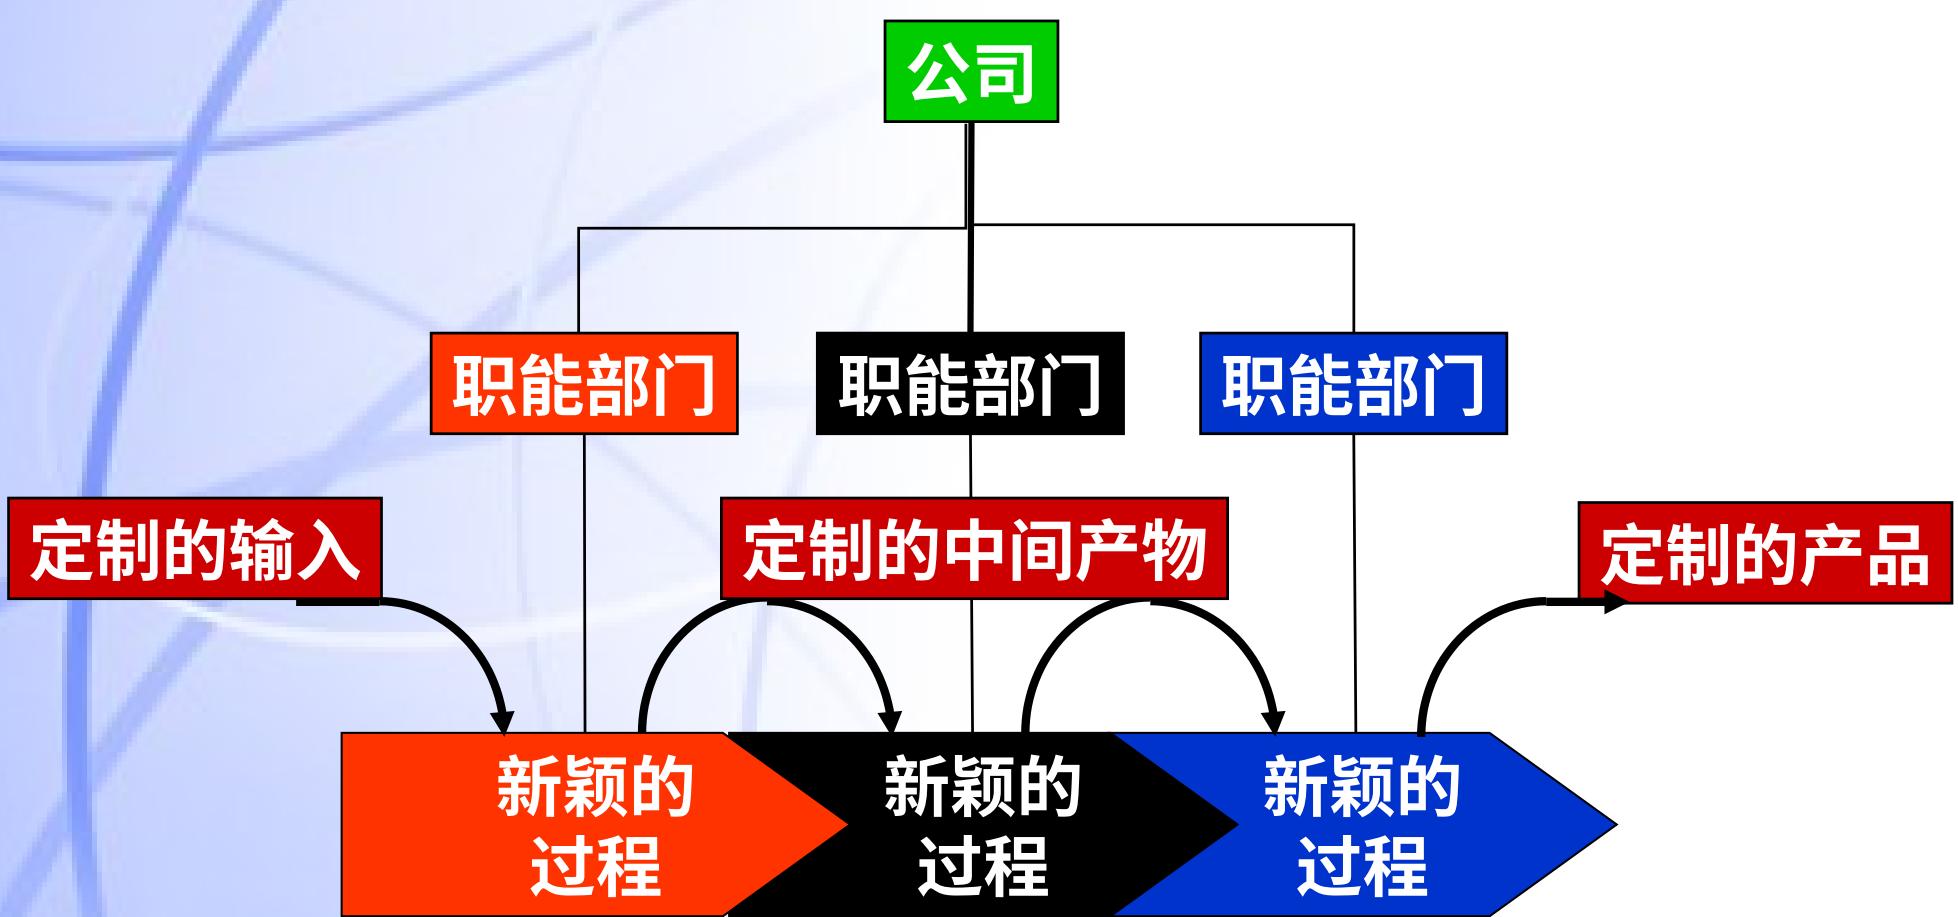 公司
职能部门
职能部门
职能部门
定制的输入
定制的中间产物
定制的产品
新颖的
过程
新颖的
过程
新颖的
过程